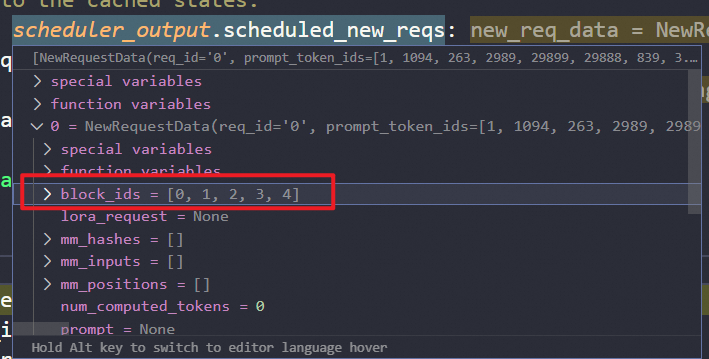 to the cached states.
scheduler_output.scheduled_new_reqs: new_req_data = NewRe
[NewRequestData(req_id='0', prompt_token_ids=[1, 1094, 263, 2989, 29899, 29888, 839, 3...
> special variables
> function variables
0 = NewRequestData(req_id='0', prompt_token_ids=[1, 1094, 263, 2989, 2989
> special variables
> function variables
> block_ids = [0, 1, 2, 3, 4]
lora_request = None
> mm_hashes = []
> mm_inputs = []
> mm_positions = []
num_computed_tokens = 0
prompt = None
Hold Alt key to switch to editor language hover